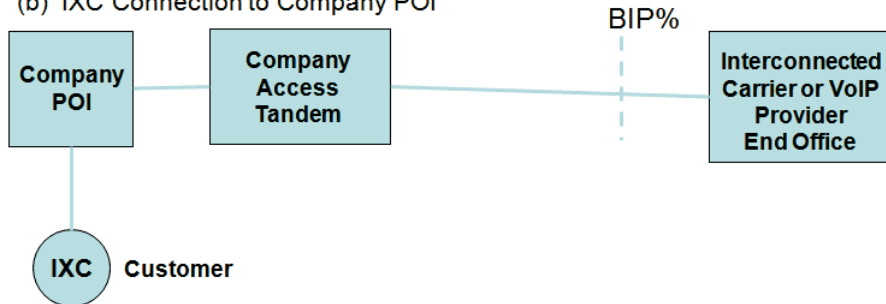 (b) IXC Connection to Company POI
BIP%
Company
POI
Company
Access
Tandem
Interconnected
Carrier or VoIP
Provider
End Office
IXC
Customer